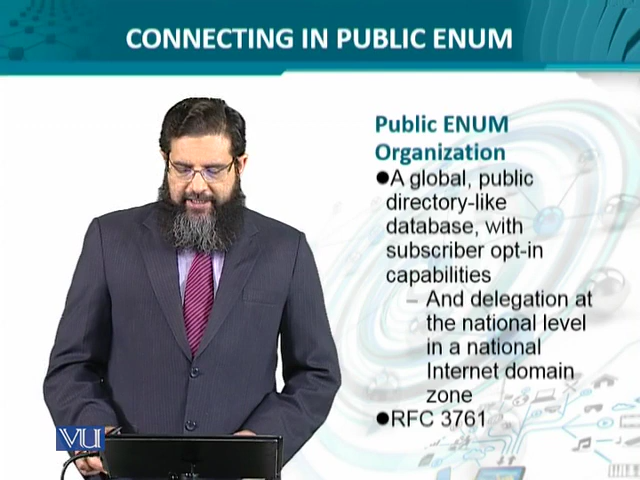 CONNECTING IN PUBLIC ENUM
Public ENUM
Organization
●A global, public
directory-like
database, with
subscriber opt-in
capabilities
– And delegation at
the national level
in a national
Internet domain
zone
●RFC 3761
VU